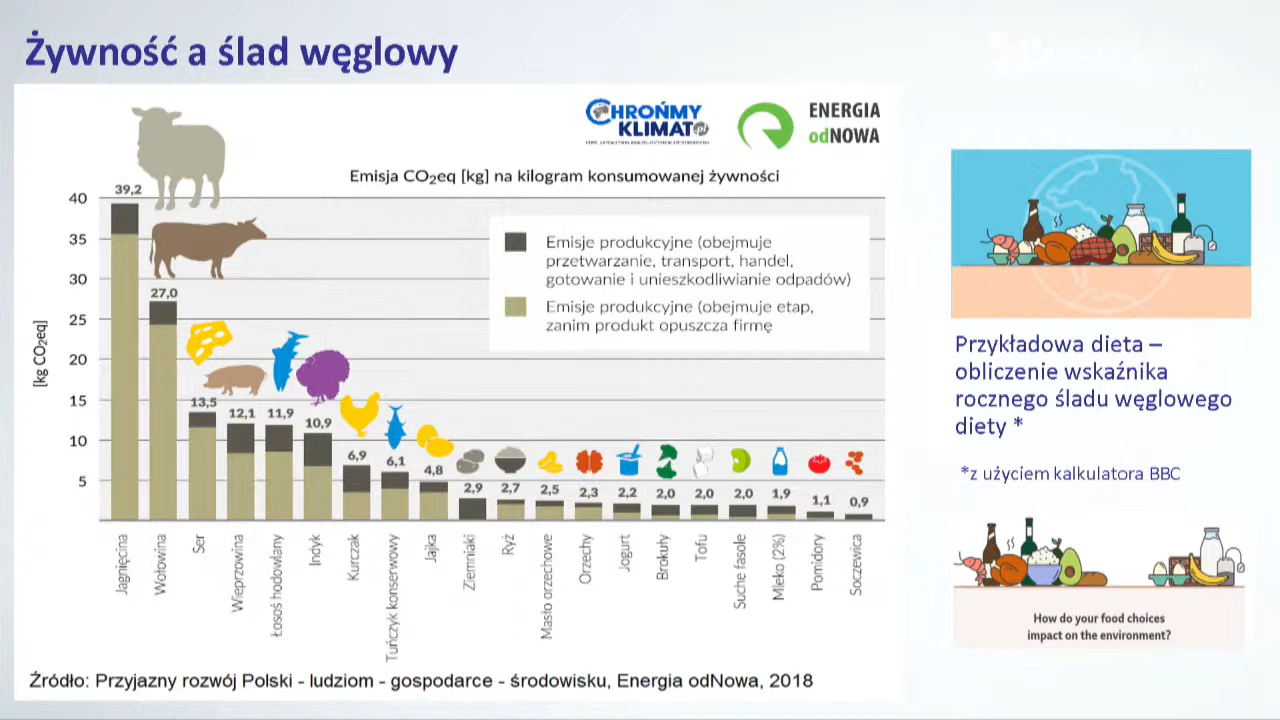 Żywność a ślad węglowy
CHROŃMY
KLIMAT.pl
ENERGIA
odNOWA
Emisja CO₂eq [kg] na kilogram konsumowanej żywności
[kg CO₂eq]
40
35
30
25
20
15
10
5
39,2
27,0
13,5
12,1
11,9
10,9
6,9
6,1
4,8
2,9
2,7
2,5
2,3
2,2
2,0
2,0
2,0
1,9
1,1
0,9
Emisje produkcyjne (obejmuje
przetwarzanie, transport, handel,
gotowanie i unieszkodliwianie odpadów)
Emisje produkcyjne (obejmuje etap,
zanim produkt opuszcza firmę
Jagnięcina
Wołowina
Ser
Wieprzowina
Łosoś hodowlany
Indyk
Kurczak
Tuńczyk konserwowy
Jajka
Ziemniaki
Ryż
Masło orzechowe
Orzechy
Jogurt
Brokuły
Tofu
Suche fasole
Mleko (2%)
Pomidory
Soczewica
Źródło: Przyjazny rozwój Polski - ludziom - gospodarce - środowisku, Energia odNowa, 2018
Przykładowa dieta –
obliczenie wskaźnika
rocznego śladu węglowego
diety *
*z użyciem kalkulatora BBC
How do your food choices
impact on the environment?